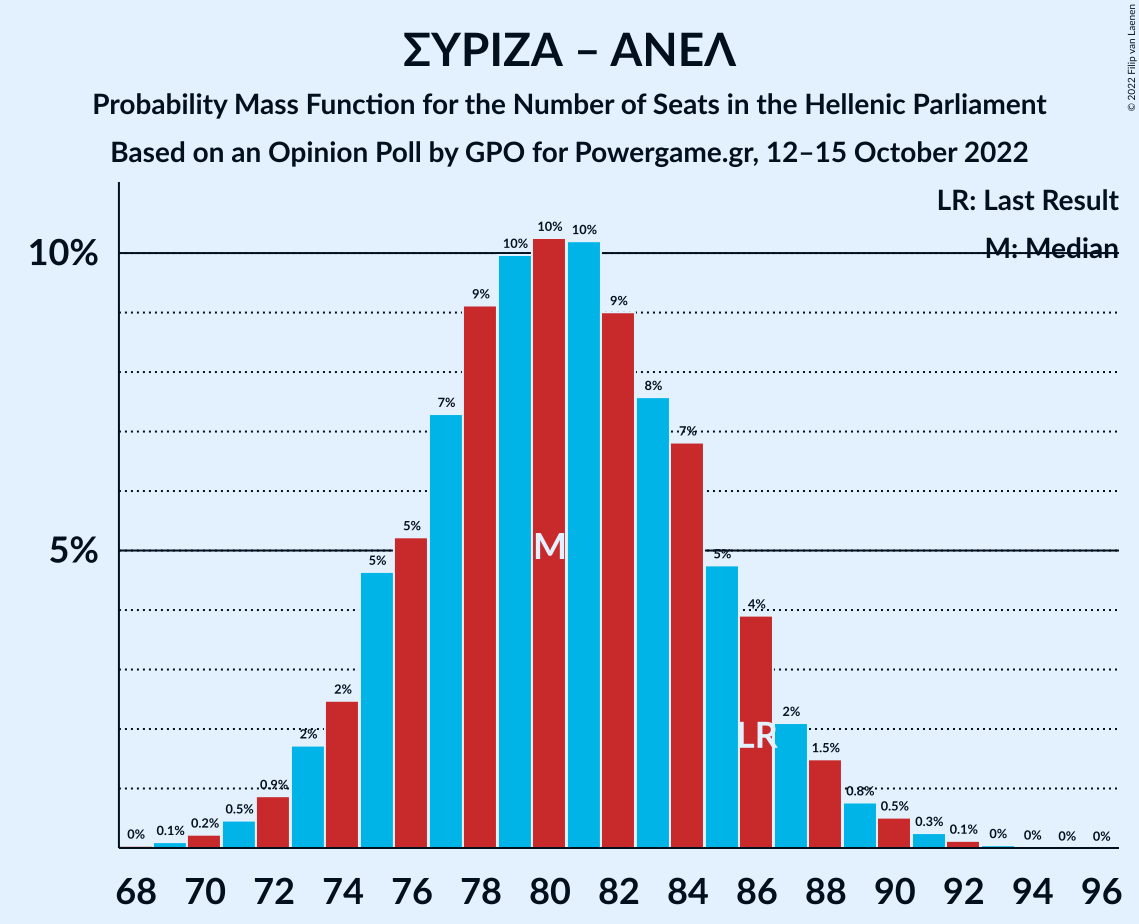 ΣΥΡΙΖΑ – ΑΝΕΛ
Probability Mass Function for the Number of Seats in the Hellenic Parliament
Based on an Opinion Poll by GPO for Powergame.gr, 12–15 October 2022
© 2022 Filip van Laenen
LR: Last Result
M: Median
10%
5%
0% 0.1% 0.2% 0.5% 0.9% 2% 2% 5% 5% 7% 9% 10% 10% 10% 9% 8% 7% 5% 4% 2% 1.5% 0.8% 0.5% 0.3% 0.1% 0% 0% 0% 0%
M
LR
68 70 72 74 76 78 80 82 84 86 88 90 92 94 96